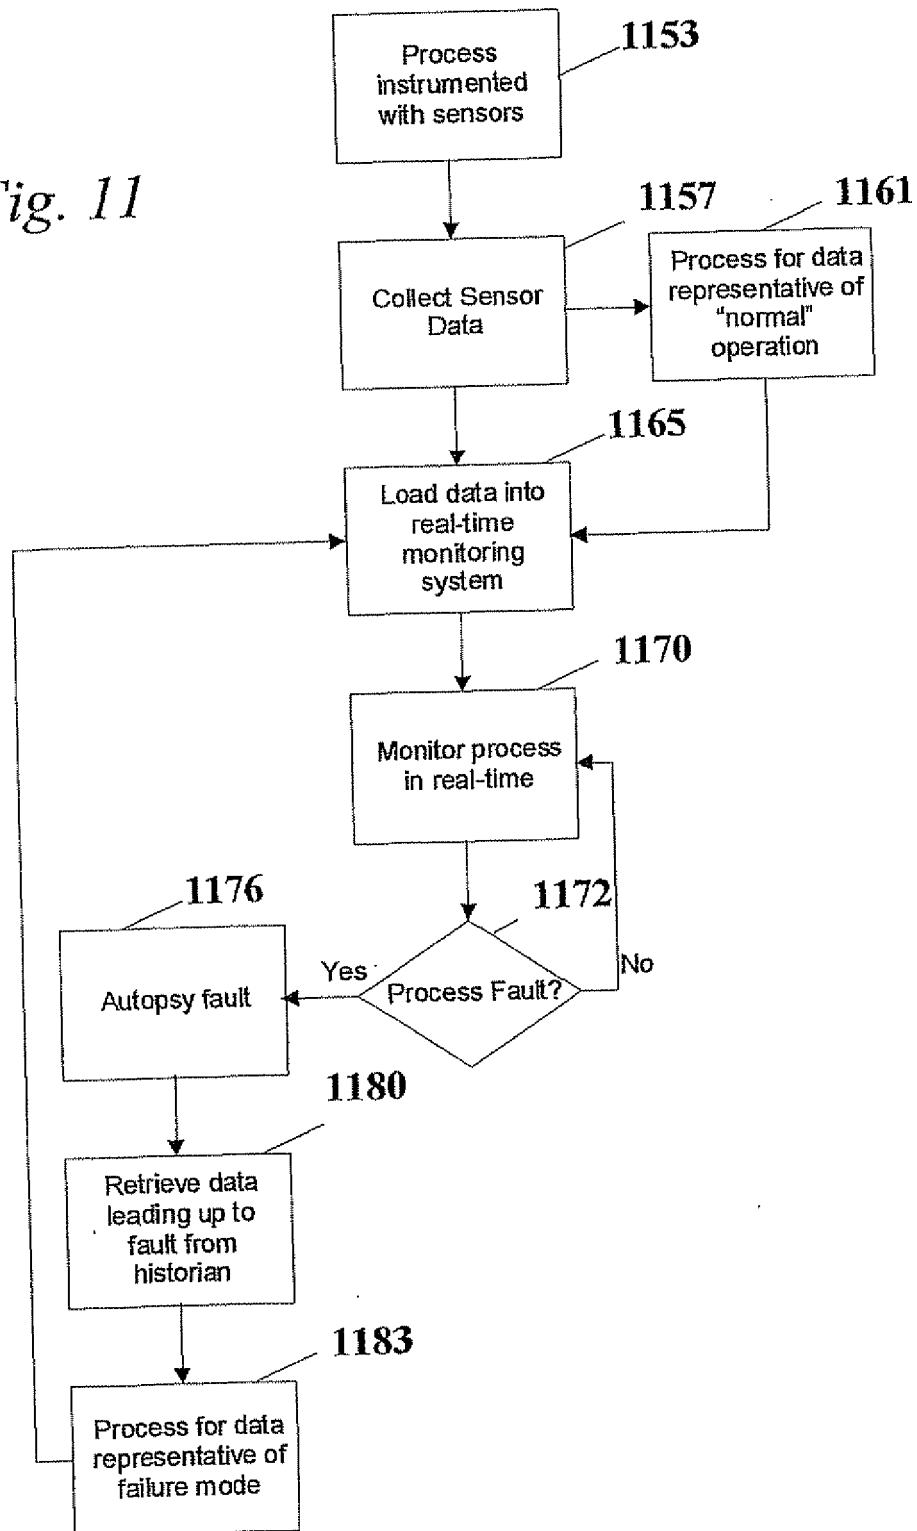 1153
Process
instrumented
with sensors
Fig. 11
1157
1161
Collect Sensor
Data
Process for data
representative of
"normal"
operation
1165
Load data into
real-time
monitoring
system
1170
Monitor process
in real-time
1176
1172
Yes
No
Autopsy fault
Process Fault?
1180
Retrieve data
leading up to
fault from
historian
1183
Process for data
representative of
failure mode